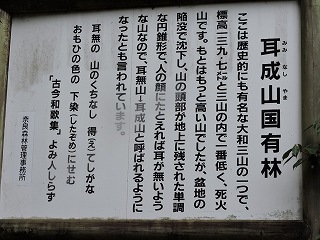 耳成山国有林
みみ なし やま
ここは歴史的にも有名な大和三山の一つで、
標高一三九・七㍍と三山の内で一番低く、死火
山です。もとはもっと高い山でしたが、盆地の
陥没で沈下し、山の頭部が地上に残された単調
な円錐形で、人の顔にたとえれば耳が無いよう
な山なので、耳無山→耳成山と呼ばれるように
なったとも言われています。
耳無の 山のくちなし 得(え)てしがな
おもひの色の 下染(したぞめ)にせむ
「古今和歌集」よみ人しらず
奈良森林管理事務所